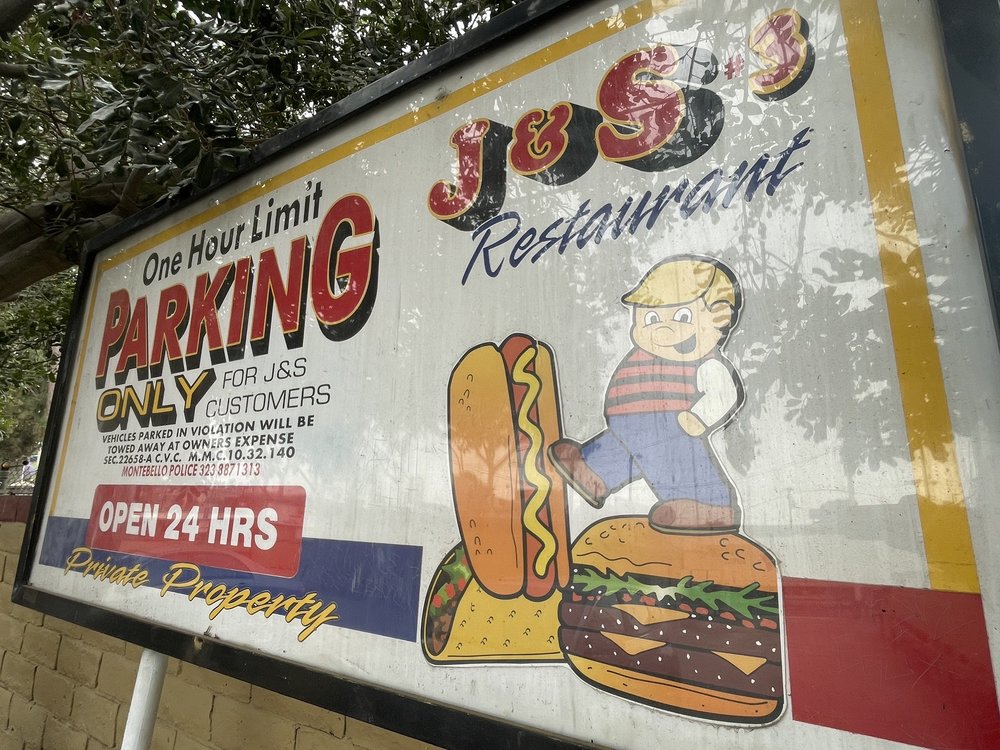 J & S #3
Restaurant
One Hour Limit
PARKING
ONLY FOR J&S
CUSTOMERS
VEHICLES PARKED IN VIOLATION WILL BE
TOWED AWAY AT OWNERS EXPENSE
SEC.22658-A C.V.C. M.M.C.10.32.140
MONTEBELLO POLICE 323 8871313
OPEN 24 HRS
Private Property